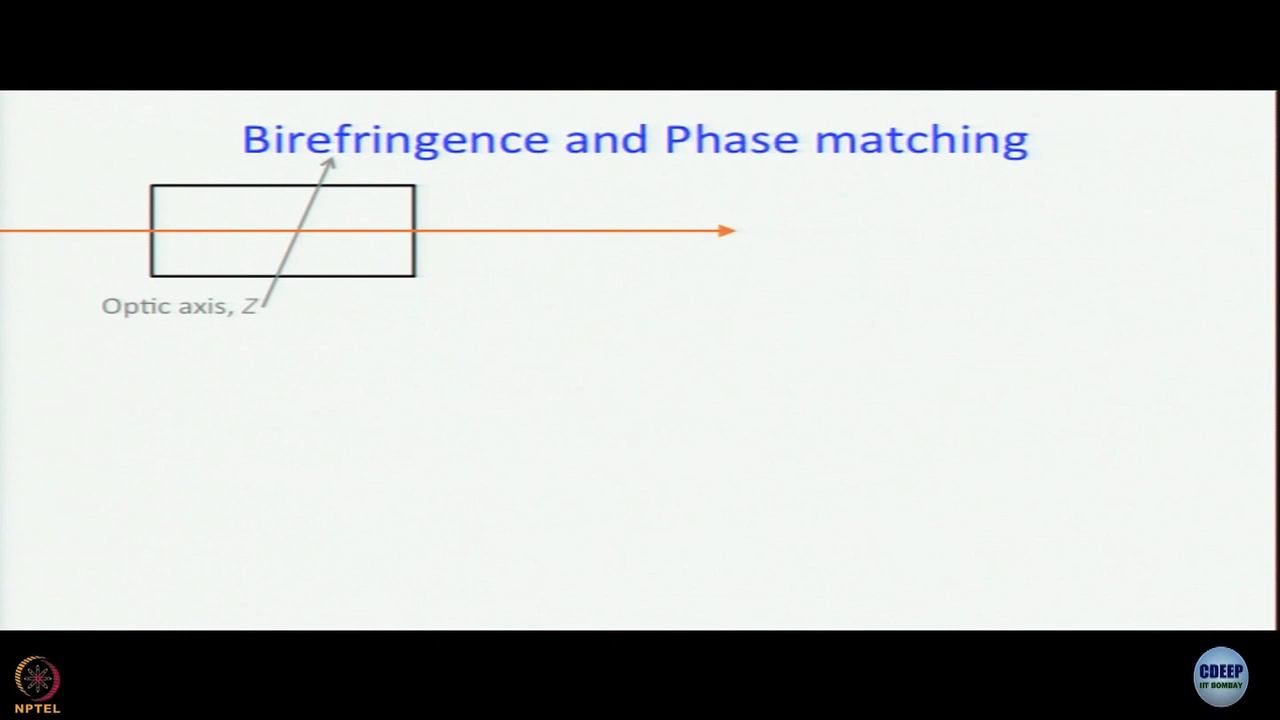 Birefringence and Phase matching
Optic axis, Z
NPTEL
CDEEP
IIT BOMBAY